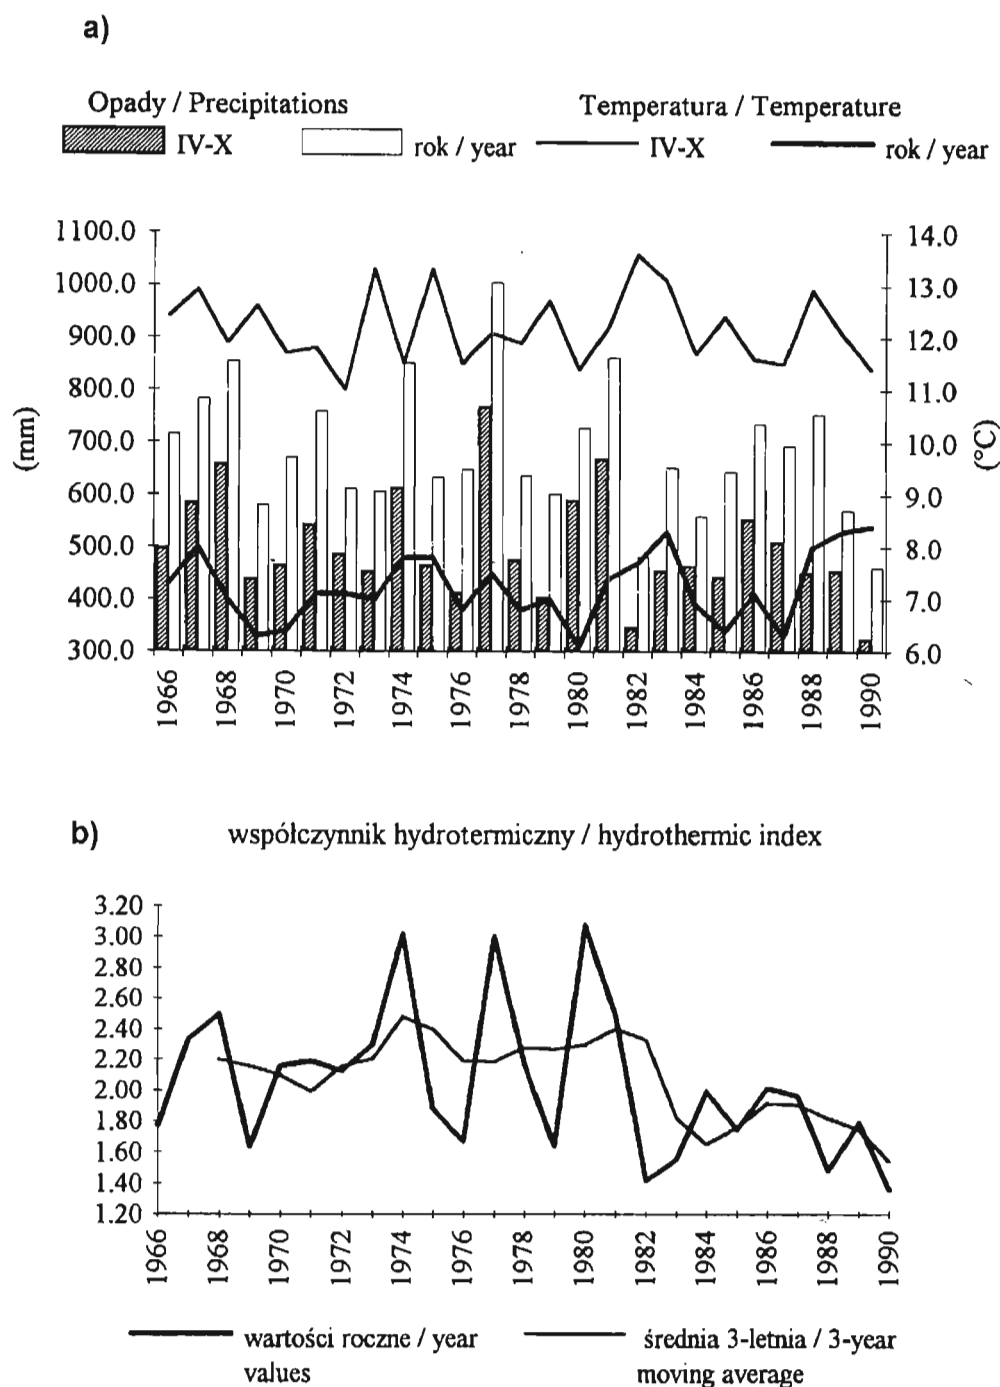 a)
Opady / Precipitations Temperatura / Temperature
IV-X rok / year IV-X rok / year
1100.0 14.0
1000.0 13.0
900.0 12.0
800.0 11.0
(mm) 700.0 10.0 (°C)
600.0 9.0
500.0 8.0
400.0 7.0
300.0 6.0
1966 1968 1970 1972 1974 1976 1978 1980 1982 1984 1986 1988 1990
b) współczynnik hydrotermiczny / hydrothermic index
3.20
3.00
2.80
2.60
2.40
2.20
2.00
1.80
1.60
1.40
1.20
1966 1968 1970 1972 1974 1976 1978 1980 1982 1984 1986 1988 1990
wartości roczne / year średnia 3-letnia / 3-year
values moving average